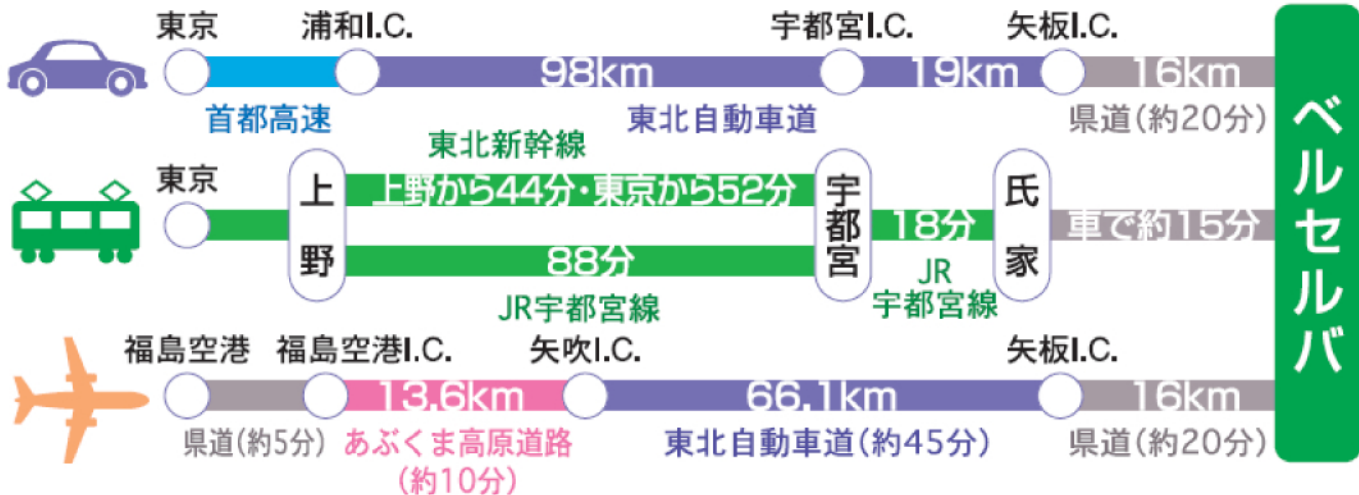 東京
浦和I.C.
宇都宮I.C.
矢板I.C.
98km
19km
16km
首都高速
東北自動車道
県道(約20分)
東北新幹線
東京
上野
上野から44分・東京から52分
宇都宮
18分
氏家
車で約15分
88分
JR宇都宮線
JR
宇都宮線
福島空港
福島空港I.C.
矢吹I.C.
矢板I.C.
13.6km
66.1km
16km
県道(約5分)
あぶくま高原道路
(約10分)
東北自動車道(約45分)
県道(約20分)
ベルセルバ